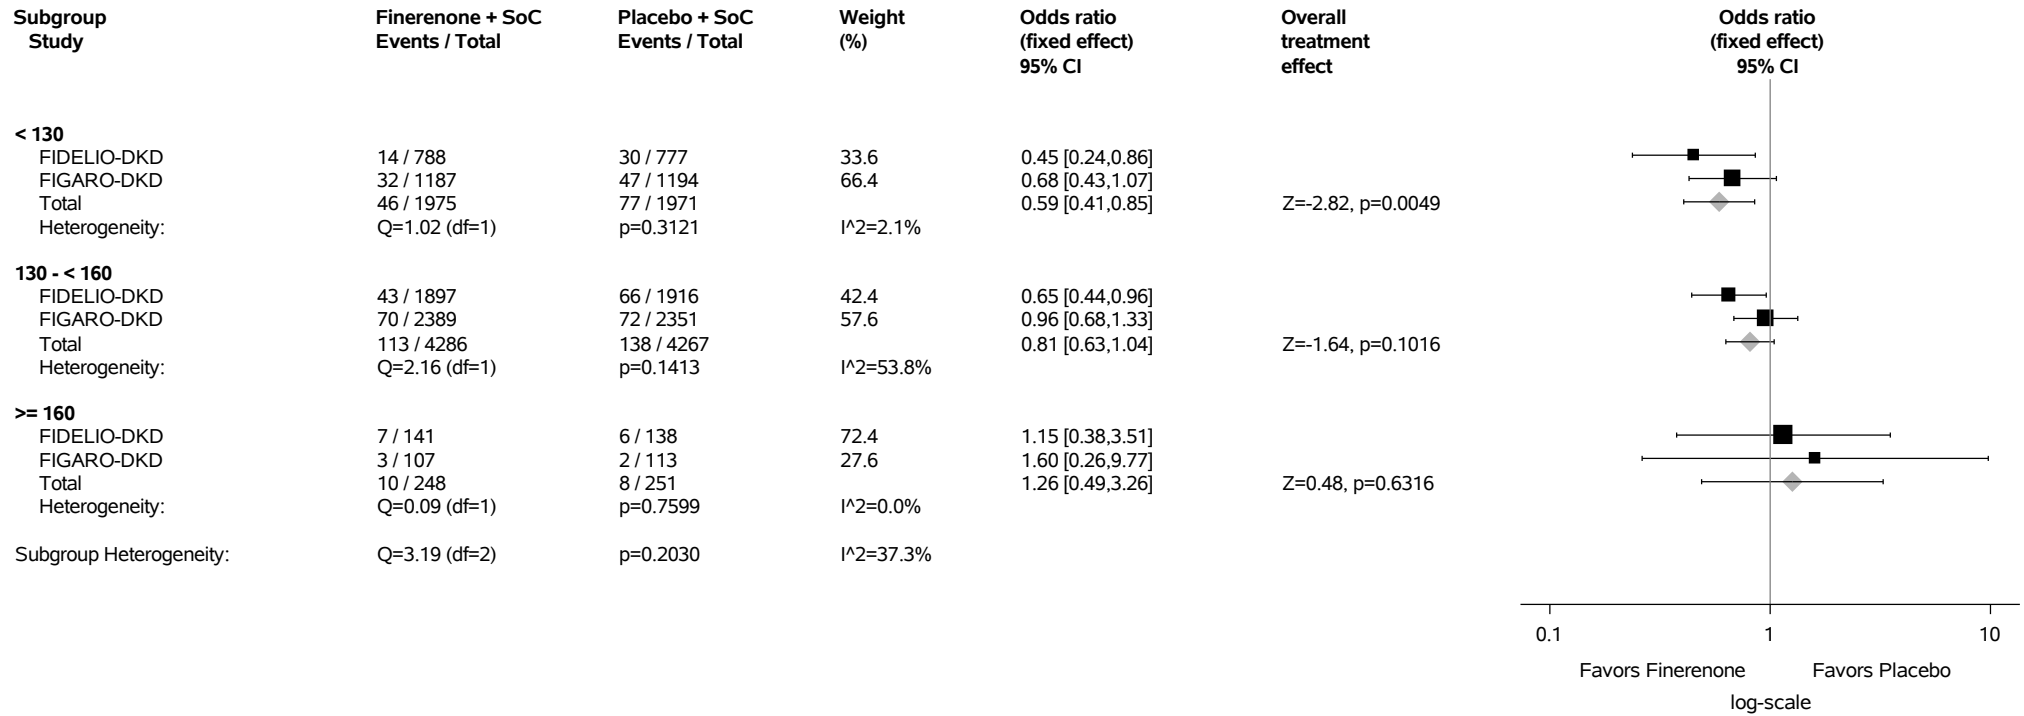 Subgroup Finerenone + SoC Placebo + SoC Weight Odds ratio Overall Odds ratio
Study Events / Total Events / Total (%) (fixed effect) treatment (fixed effect)
95% CI effect 95% CI
< 130
FIDELIO-DKD 14 / 788 30 / 777 33.6 0.45 [0.24,0.86]
FIGARO-DKD 32 / 1187 47 / 1194 66.4 0.68 [0.43,1.07]
Total 46 / 1975 77 / 1971 0.59 [0.41,0.85] Z=-2.82, p=0.0049
Heterogeneity: Q=1.02 (df=1) p=0.3121 I^2=2.1%
130 - < 160
FIDELIO-DKD 43 / 1897 66 / 1916 42.4 0.65 [0.44,0.96]
FIGARO-DKD 70 / 2389 72 / 2351 57.6 0.96 [0.68,1.33]
Total 113 / 4286 138 / 4267 0.81 [0.63,1.04] Z=-1.64, p=0.1016
Heterogeneity: Q=2.16 (df=1) p=0.1413 I^2=53.8%
>= 160
FIDELIO-DKD 7 / 141 6 / 138 72.4 1.15 [0.38,3.51]
FIGARO-DKD 3 / 107 2 / 113 27.6 1.60 [0.26,9.77]
Total 10 / 248 8 / 251 1.26 [0.49,3.26] Z=0.48, p=0.6316
Heterogeneity: Q=0.09 (df=1) p=0.7599 I^2=0.0%
Subgroup Heterogeneity: Q=3.19 (df=2) p=0.2030 I^2=37.3%
0.1 1 10
Favors Finerenone Favors Placebo
log-scale